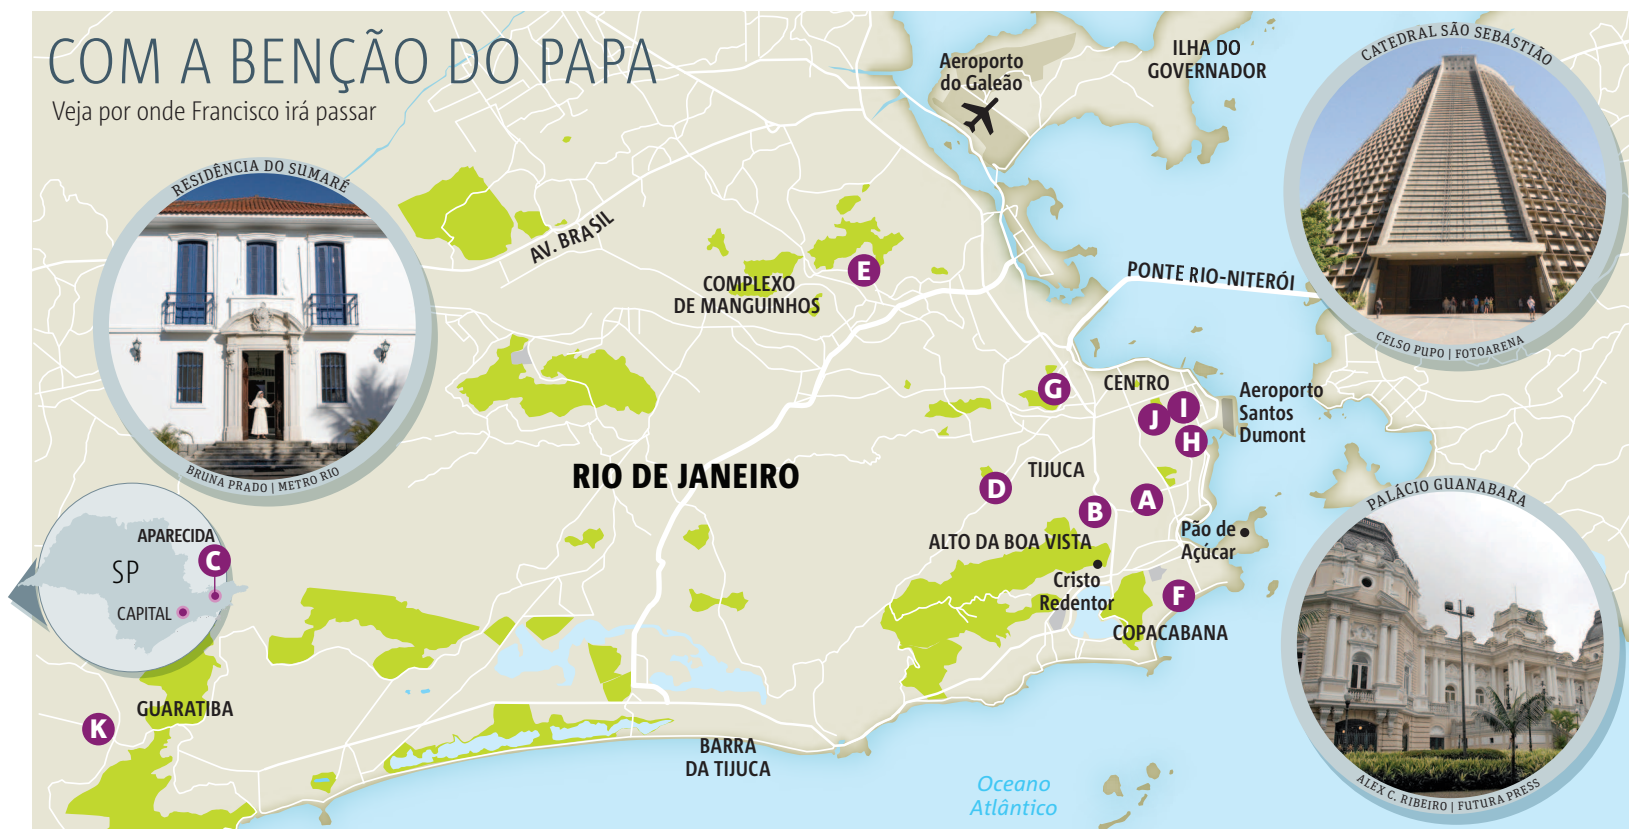 COM A BENÇÃO DO PAPA
Veja por onde Francisco irá passar
RESIDÊNCIA DO SUMARÉ
BRUNA PRADO | METRO RIO
CATEDRAL SÃO SEBASTIÃO
CELSO PUPO | FOTOARENA
PALÁCIO GUANABARA
ALEX C. RIBEIRO | FUTURA PRESS
Aeroporto
do Galeão
ILHA DO
GOVERNADOR
AV. BRASIL
COMPLEXO
DE MANGUINHOS
E
PONTE RIO-NITERÓI
G
CENTRO
I
J
H
Aeroporto
Santos
Dumont
RIO DE JANEIRO
TIJUCA
D
A
B
ALTO DA BOA VISTA
Pão de
Açúcar
Cristo
Redentor
F
COPACABANA
APARECIDA
C
SP
CAPITAL
GUARATIBA
K
BARRA
DA TIJUCA
Oceano
Atlântico